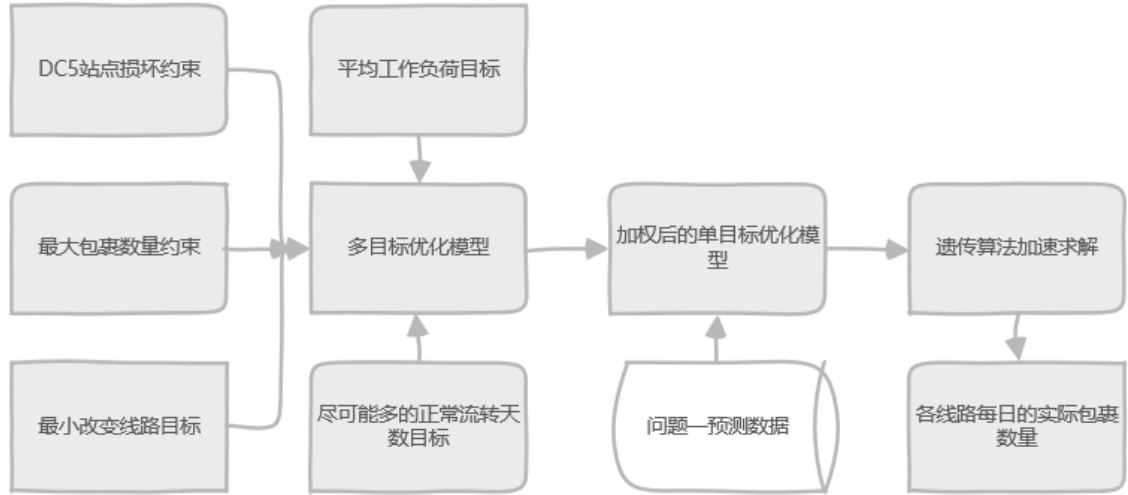 DC5站点损坏约束
平均工作负荷目标
最大包裹数量约束
多目标优化模型
加权后的单目标优化模
型
遗传算法加速求解
最小改变线路目标
尽可能多的正常流转天
数目标
问题一预测数据
各线路每日的实际包裹
数量